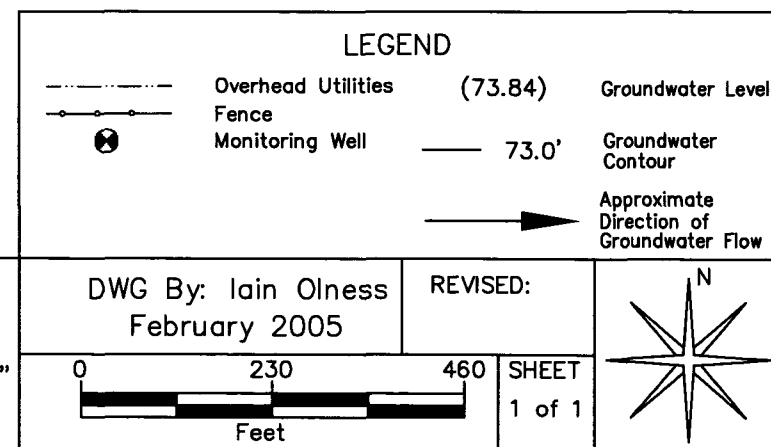 LEGEND
Overhead Utilities
Fence
Monitoring Well
(73.84) Groundwater Level
73.0' Groundwater
Contour
Approximate
Direction of
Groundwater Flow
DWG By: Iain Olness
February 2005
REVISED:
N
"
0 230 460
Feet
SHEET
1 of 1